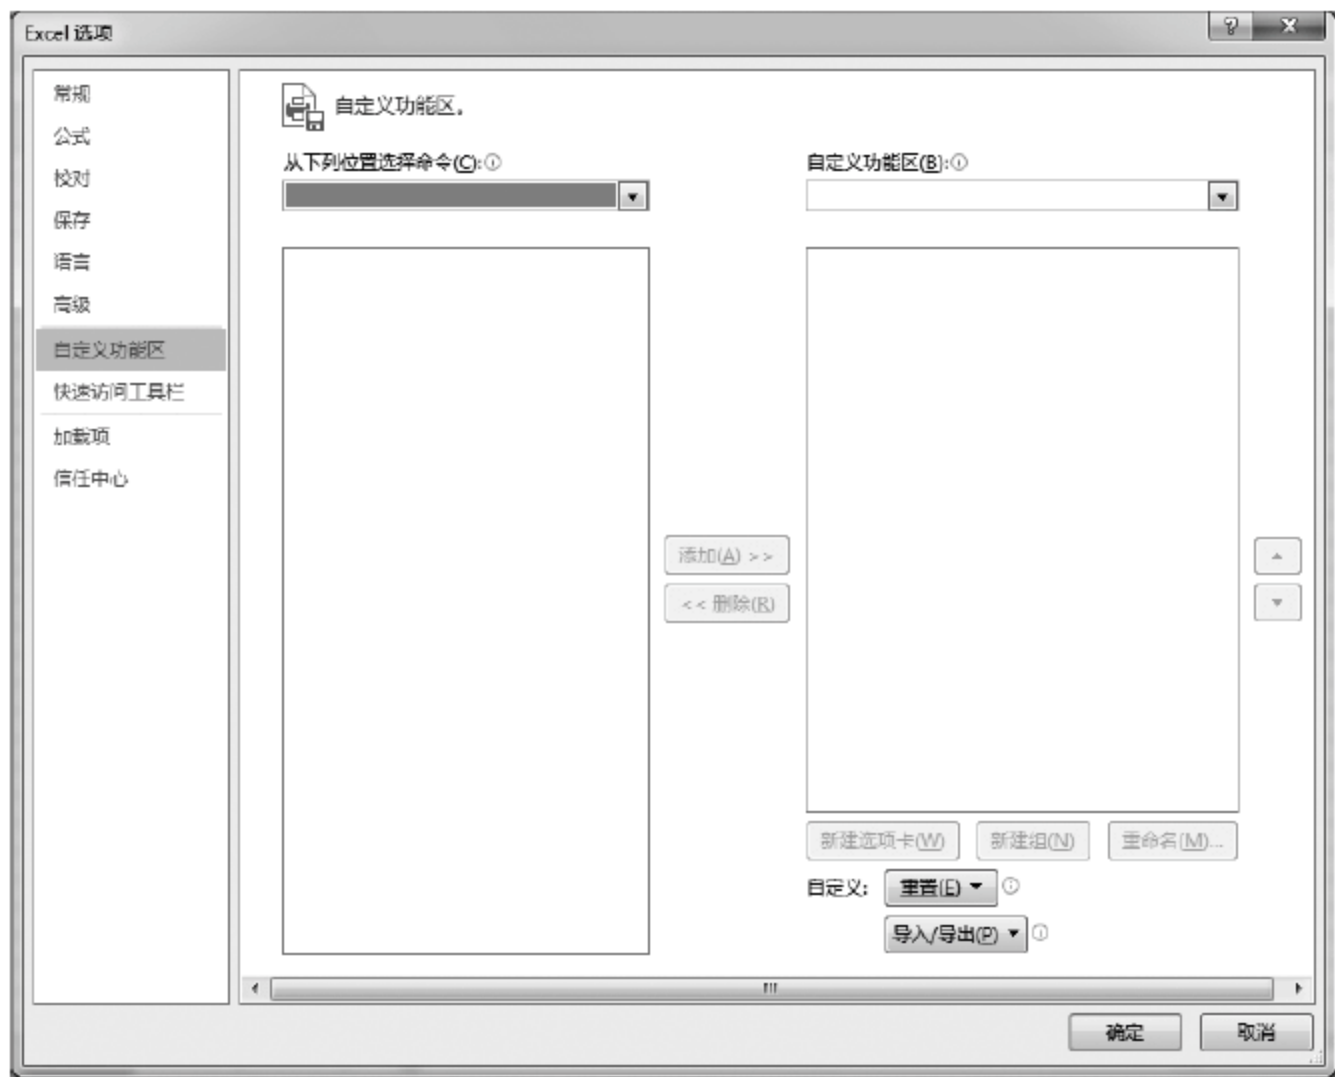 Excel 选项
常规
公式
校对
保存
语言
高级
自定义功能区
快速访问工具栏
加载项
信任中心
自定义功能区。
从下列位置选择命令(C):
自定义功能区(B):
添加(A) >>
<< 删除(R)
新建选项卡(W)
新建组(N)
重命名(M)...
自定义:
重置(E)
导入/导出(P)
确定
取消